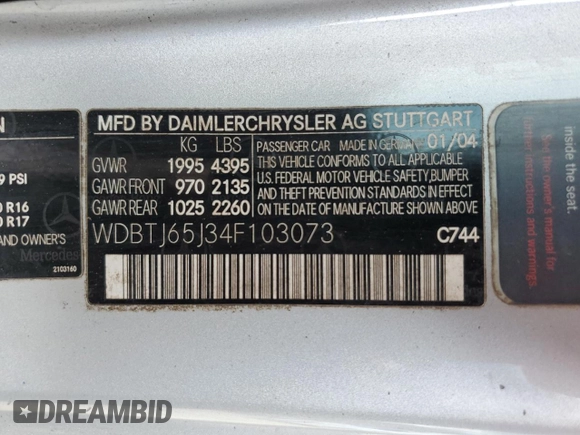 N
9 PSI
0 R16
0 R17
AND OWNER'S
Mercedes
2103160
MFD BY DAIMLERCHRYSLER AG STUTTGART
KG LBS
GVWR 1995 4395
GAWR FRONT 970 2135
GAWR REAR 1025 2260
PASSENGER CAR MADE IN GERMANY 01/04
THIS VEHICLE CONFORMS TO ALL APPLICABLE
U.S. FEDERAL MOTOR VEHICLE SAFETY, BUMPER
AND THEFT PREVENTION STANDARDS IN EFFECT
ON THE DATE OF MANUFACTURE SHOWN ABOVE.
WDBTJ65J34F103073 C744
inside the seat.
See the owner's manual
for further instructions
and warnings.
DREAMBID